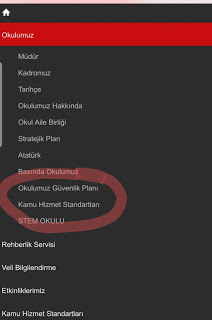 Okulumuz
Müdür
Kadromuz
Tarihçe
Okulumuz Hakkında
Okul Aile Birliği
Stratejik Plan
Atatürk
Basında Okulumuz
Okulumuz Güvenlik Planı
Kamu Hizmet Standartları
STEM OKULU
Rehberlik Servisi
Veli Bilgilendirme
Etkinliklerimiz
Kamu Hizmet Standartları